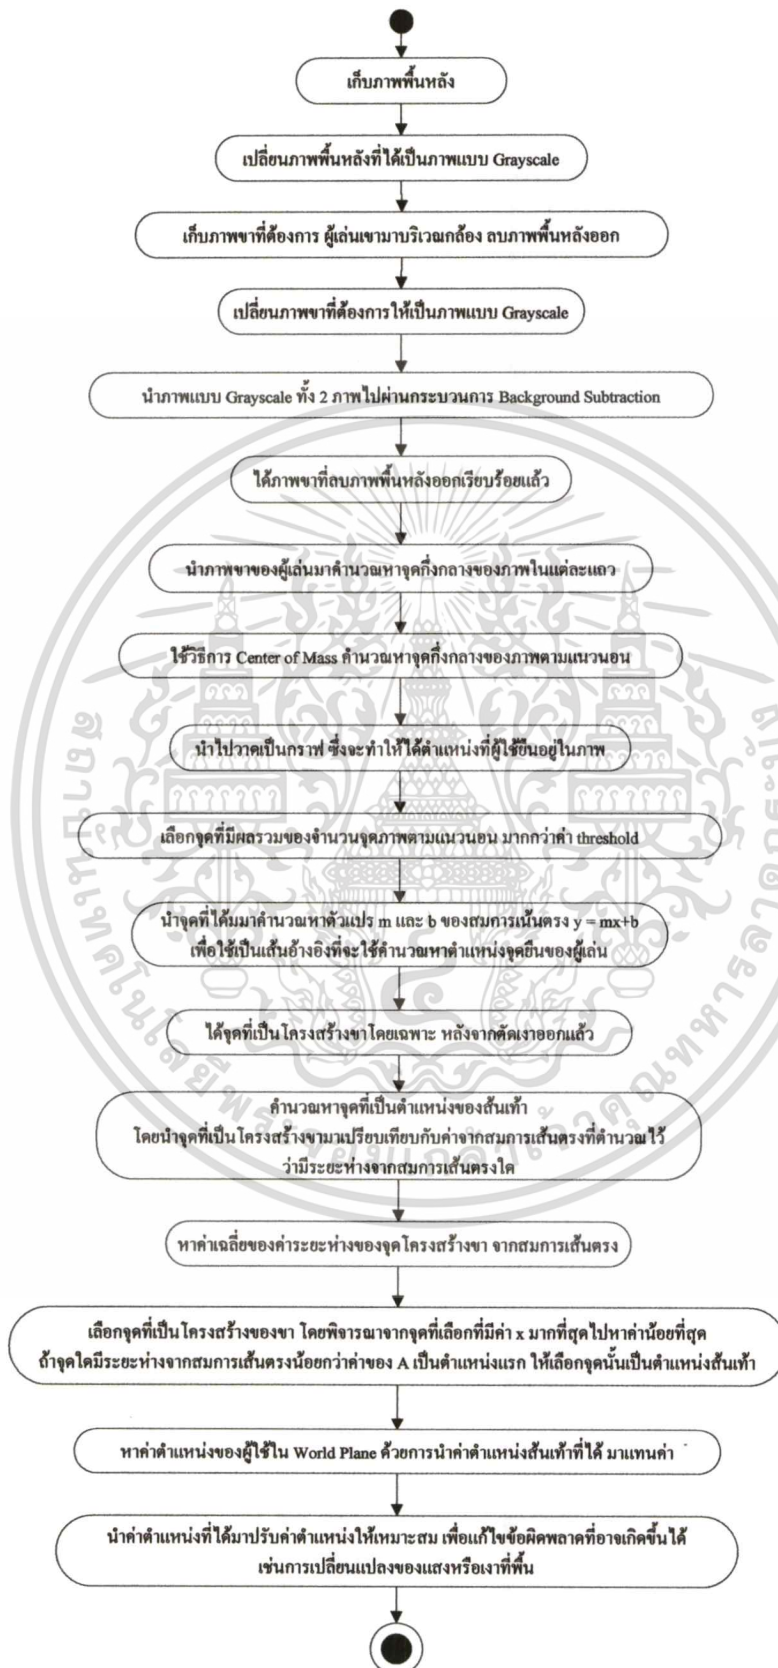 เก็บภาพพื้นหลัง
เปลี่ยนภาพพื้นหลังที่ได้เป็นภาพแบบ Grayscale
เก็บภาพขาที่ต้องการ ผู้เล่นเขามาบริเวณกล้อง ลบภาพพื้นหลังออก
เปลี่ยนภาพขาที่ต้องการให้เป็นภาพแบบ Grayscale
นำภาพแบบ Grayscale ทั้ง 2 ภาพไปผ่านกระบวนการ Background Subtraction
ได้ภาพขาที่ลบภาพพื้นหลังออกเรียบร้อยแล้ว
นำภาพขาของผู้เล่นมาคำนวณหาจุดกึ่งกลางของภาพในแต่ละแถว
ใช้วิธีการ Center of Mass คำนวณหาจุดกึ่งกลางของภาพตามแนวนอน
นำไปวาดเป็นกราฟ ซึ่งจะทำให้ได้ตำแหน่งที่ผู้ใช้ยืนอยู่ในภาพ
เลือกจุดที่มีผลรวมของจำนวนจุดภาพตามแนวนอน มากกว่าค่า threshold
นำจุดที่ได้มมาคำนวณหาตัวแปร m และ b ของสมการเน้นตรง y = mx+b
เพื่อใช้เป็นเส้นอ้างอิงที่จะใช้คำนวณหาตำแหน่งจุดยืนของผู้เล่น
ได้จุดที่เป็นโครงสร้างขาโดยเฉพาะ หลังจากตัดเงาออกแล้ว
คำนวณหาจุดที่เป็นตำแหน่งของส้นเท้า
โดยนำจุดที่เป็นโครงสร้างขามาเปรียบเทียบกับค่าจากสมการเส้นตรงที่คำนวณไว้
ว่ามีระยะห่างจากสมการเส้นตรงใด
หาค่าเฉลี่ยของค่าระยะห่างของจุดโครงสร้างขา จากสมการเส้นตรง
เลือกจุดที่เป็นโครงสร้างของขา โดยพิจารณาจากจุดที่เลือกที่มีค่า x มากที่สุดไปหาค่าน้อยที่สุด
ถ้าจุดใดมีระยะห่างจากสมการเส้นตรงน้อยกว่าค่าของ A เป็นตำแหน่งแรก ให้เลือกจุดนั้นเป็นตำแหน่งส้นเท้า
หาค่าตำแหน่งของผู้ใช้ใน World Plane ด้วยการนำค่าตำแหน่งส้นเท้าที่ได้ มาแทนค่า
นำค่าตำแหน่งที่ได้มาปรับค่าตำแหน่งให้เหมาะสม เพื่อแก้ไขข้อผิดพลาดที่อาจเกิดขึ้นได้
เช่นการเปลี่ยนแปลงของแสงหรือเงาที่พื้น
สถาบันเทคโนโลยีพระจอมเกล้าเจ้าคุณทหารลาดกระบัง